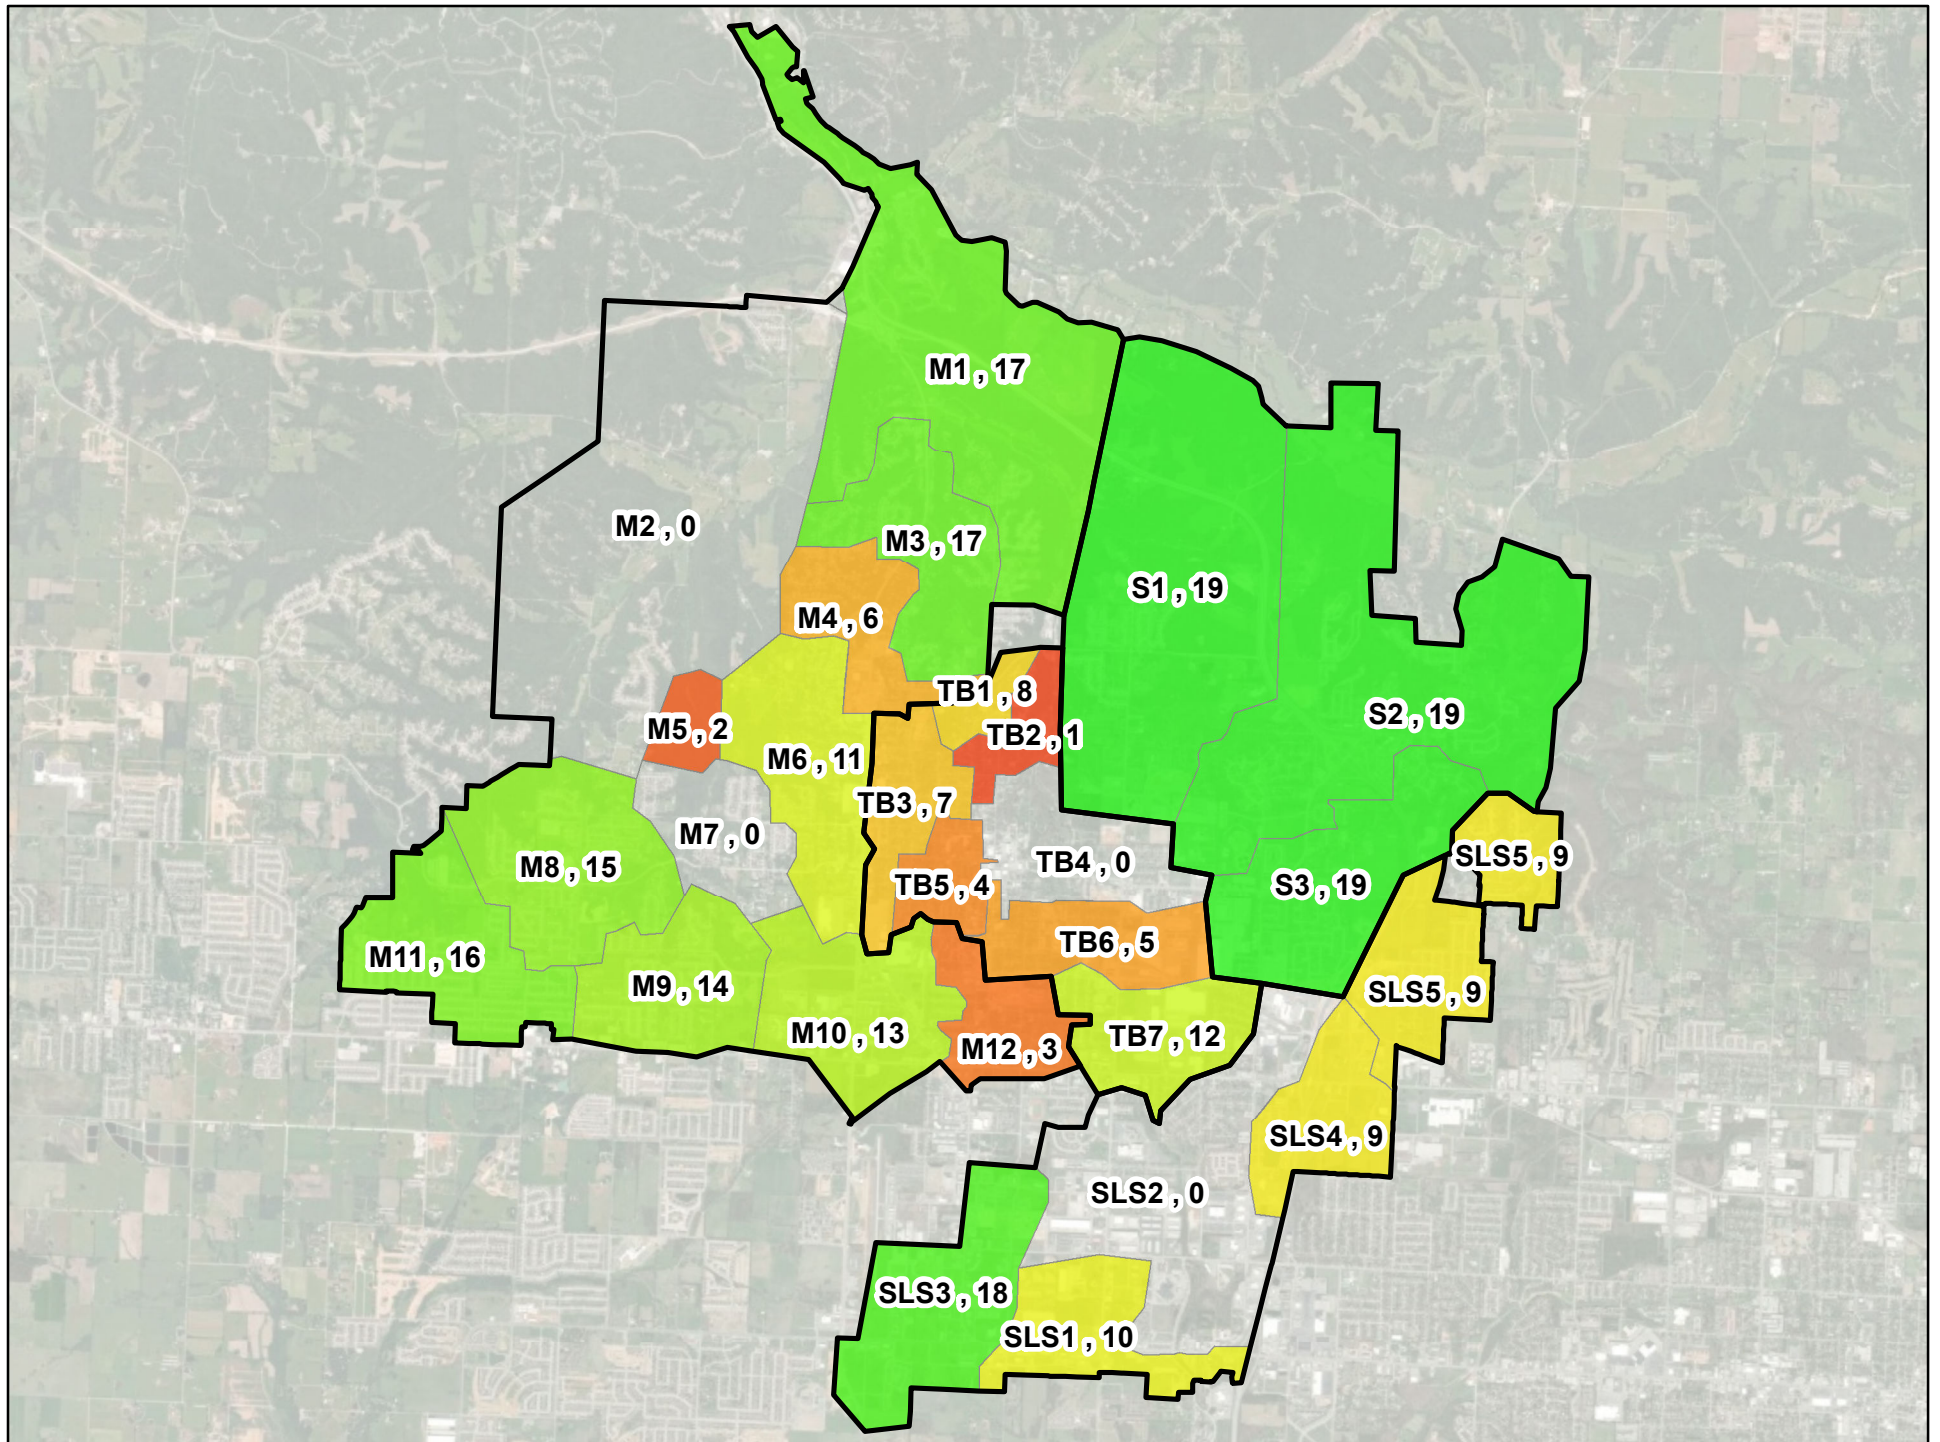 M1 , 17
M2 , 0
M3 , 17
S1 , 19
M4 , 6
TB1 , 8
S2 , 19
M5 , 2
TB2 , 1
M6 , 11
TB3 , 7
M7 , 0
SLS5 , 9
TB4 , 0
M8 , 15
TB5 , 4
S3 , 19
TB6 , 5
M11 , 16
M9 , 14
SLS5 , 9
M10 , 13
TB7 , 12
M12 , 3
SLS4 , 9
SLS2 , 0
SLS3 , 18
SLS1 , 10